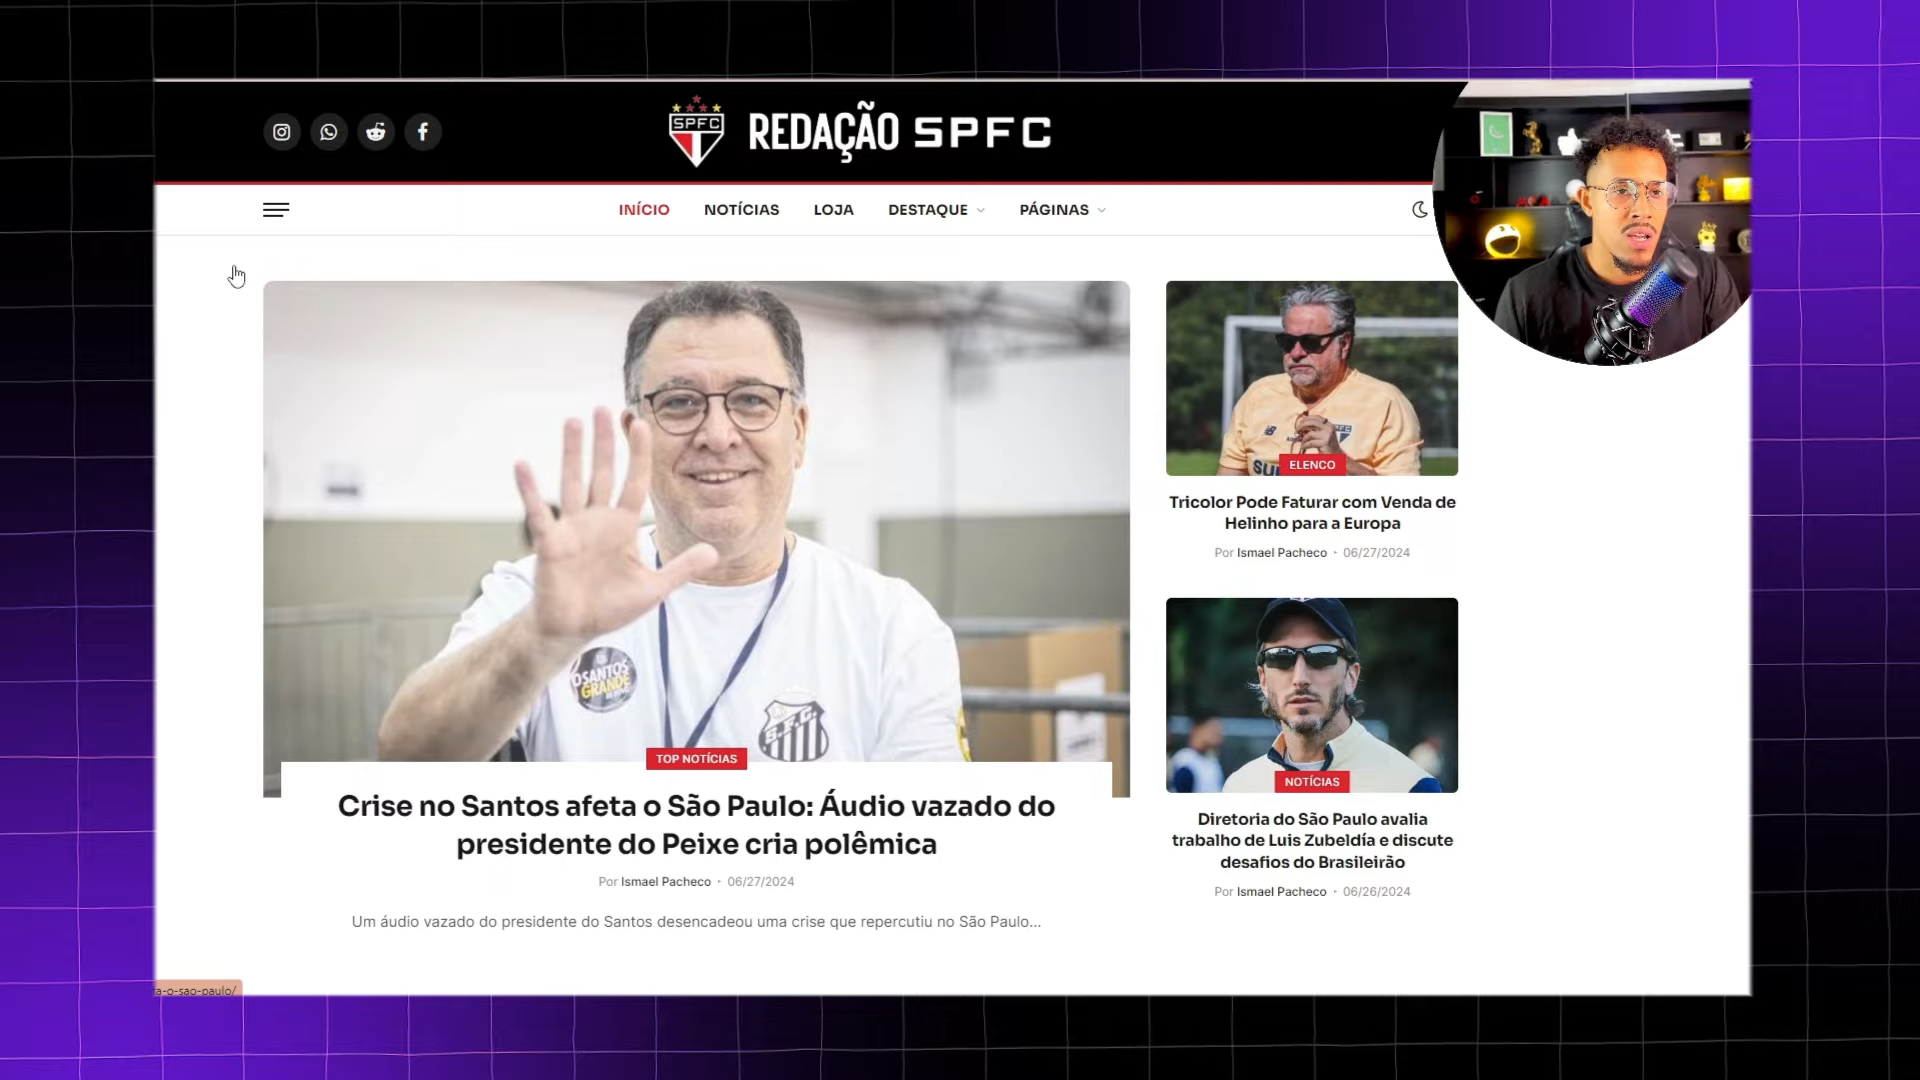 SPFC
REDAÇÃO SPFC
INÍCIO
NOTÍCIAS
LOJA
DESTAQUE
PÁGINAS
O SANTOS
GRANDE
S.F.C.
TOP NOTÍCIAS
Crise no Santos afeta o São Paulo: Áudio vazado do
presidente do Peixe cria polêmica
Por Ismael Pacheco • 06/27/2024
Um áudio vazado do presidente do Santos desencadeou uma crise que repercutiu no São Paulo...
SPFC
ELENCO
Tricolor Pode Faturar com Venda de
Helinho para a Europa
Por Ismael Pacheco • 06/27/2024
NOTÍCIAS
Diretoria do São Paulo avalia
trabalho de Luis Zubeldía e discute
desafios do Brasileirão
Por Ismael Pacheco • 06/26/2024
ta-o-sao-paulo/